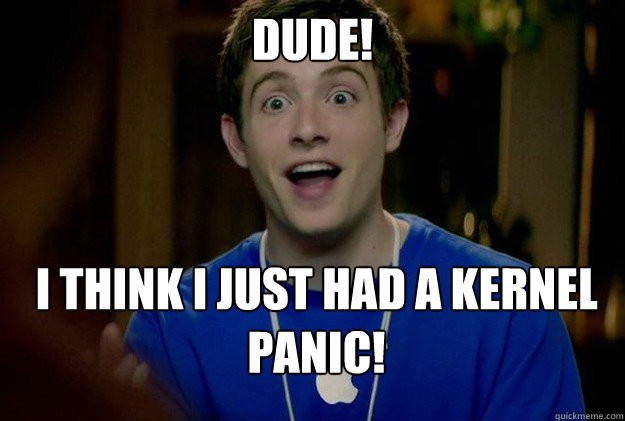 DUDE!
I THINK I JUST HAD A KERNEL
PANIC!
quickmeme.com